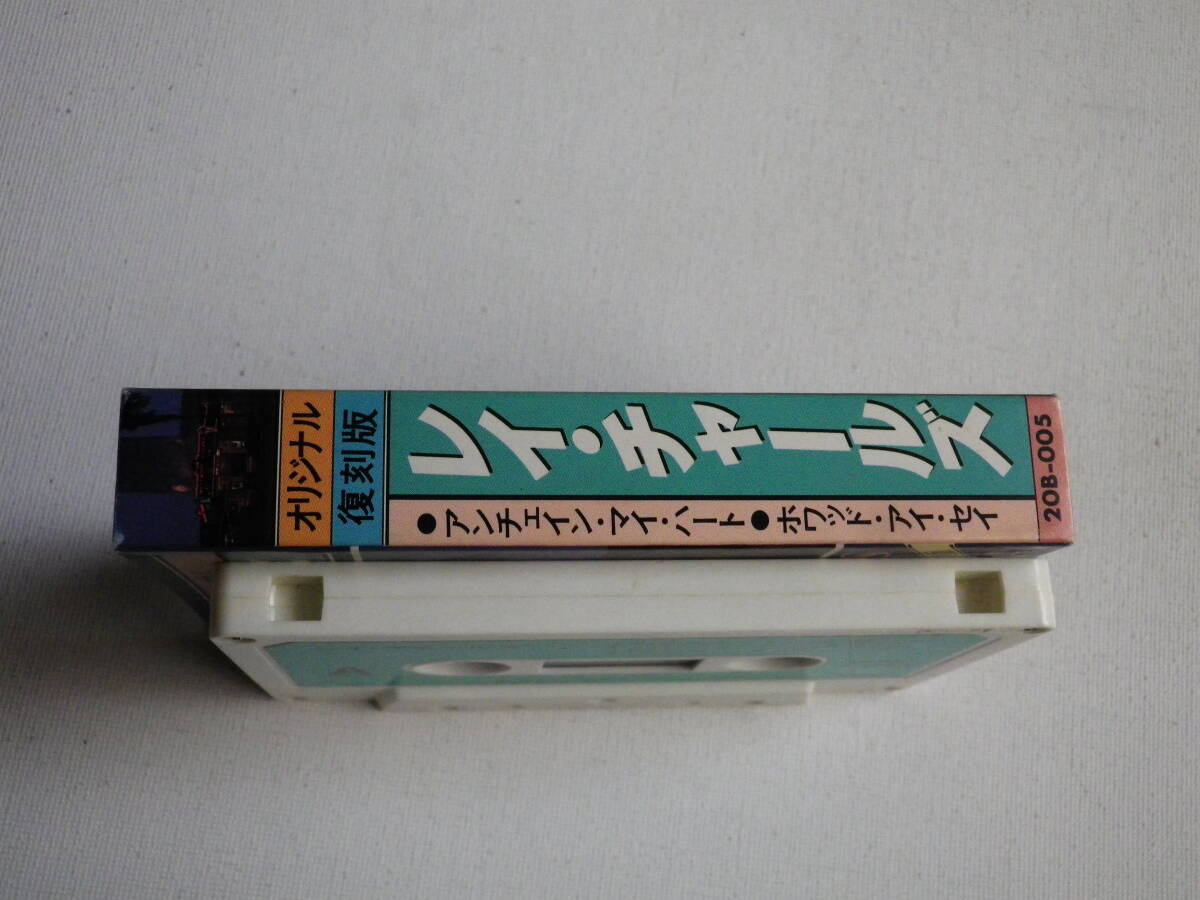 オリジナル
復刻版
レイ・チャールズ
●アンチェイン・マイ・ハート●ホワッド・アイ・セイ
20B-005
A